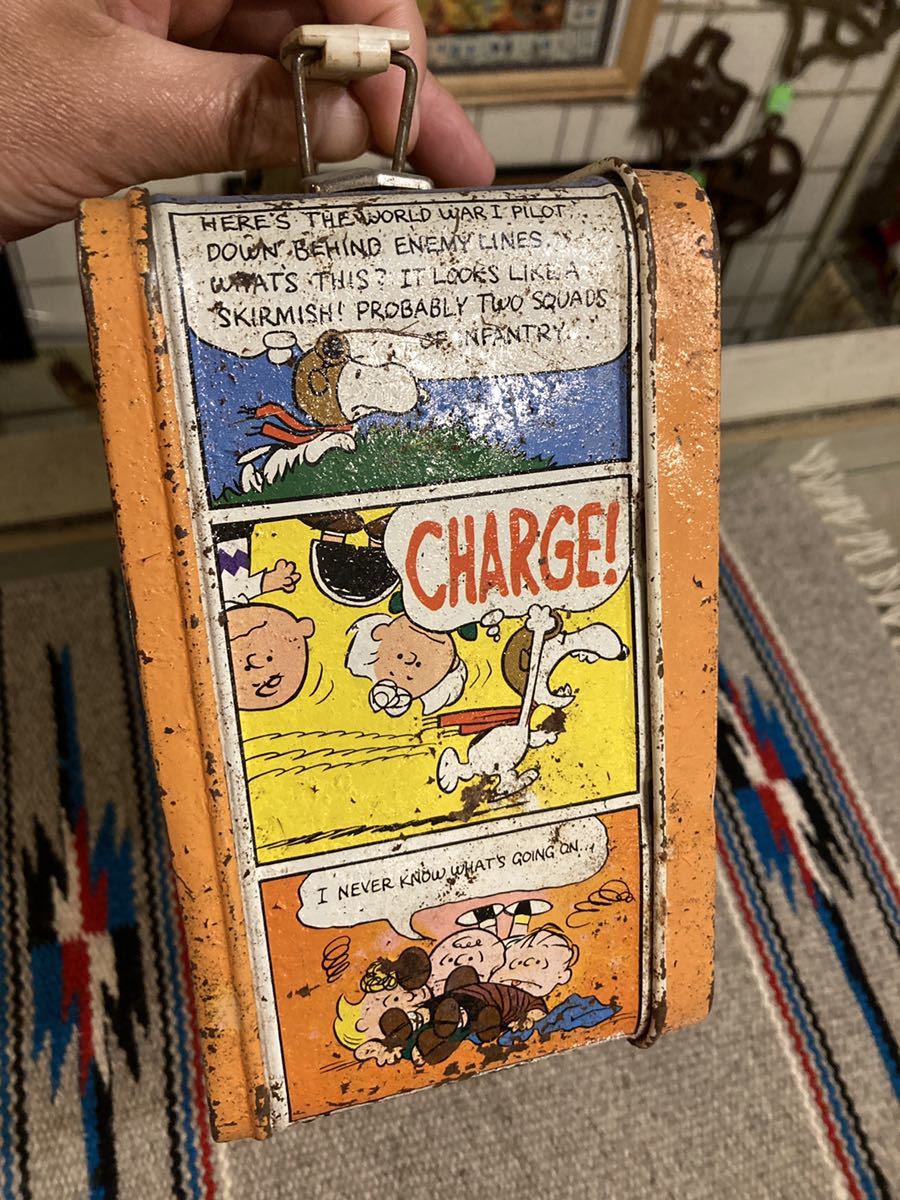 HERE'S THE WORLD WAR I PILOT
DOWN BEHIND ENEMY LINES..
WHAT'S THIS? IT LOOKS LIKE A
SKIRMISH! PROBABLY TWO SQUADS
OF INFANTRY...
CHARGE!
I NEVER KNOW WHAT'S GOING ON...